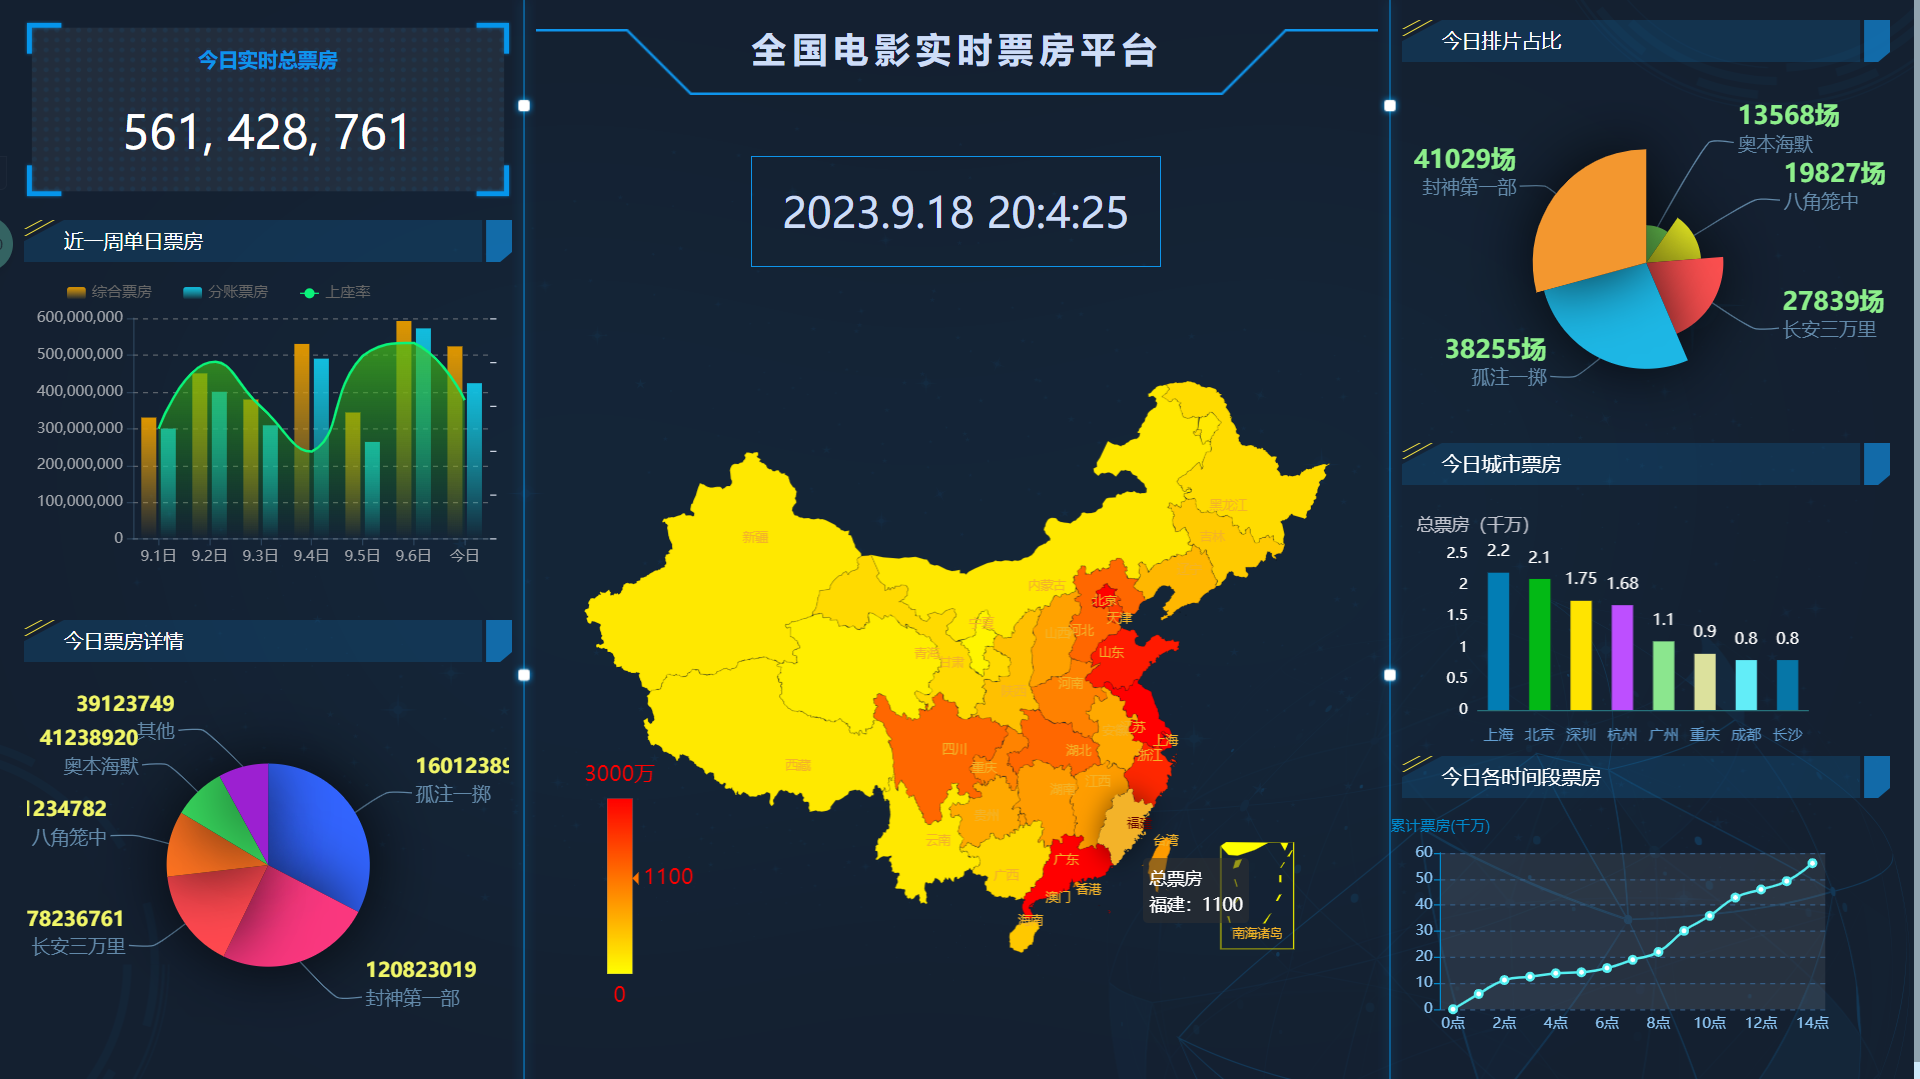 今日实时总票房
561, 428, 761
近一周单日票房
综合票房 分账票房 上座率
600,000,000
500,000,000
400,000,000
300,000,000
200,000,000
100,000,000
0
9.1日 9.2日 9.3日 9.4日 9.5日 9.6日 今日
今日票房详情
39123749
其他
41238920
奥本海默
1234782
八角笼中
78236761
长安三万里
16012389
孤注一掷
120823019
封神第一部
全国电影实时票房平台
2023.9.18 20:4:25
黑龙江
吉林
新疆
内蒙古
北京
天津
宁夏
山西
河北
青海
甘肃
山东
陕西
河南
江苏
四川
湖北
上海
浙江
西藏
重庆
湖南
江西
贵州
福建
云南
台湾
广东
广西
澳门
香港
海南
南海诸岛
3000万
1100
0
总票房
福建：1100
今日排片占比
13568场
奥本海默
41029场
封神第一部
19827场
八角笼中
27839场
长安三万里
38255场
孤注一掷
今日城市票房
总票房（千万）
2.5
2
1.5
1
0.5
0
2.2 2.1 1.75 1.68 1.1 0.9 0.8 0.8
上海 北京 深圳 杭州 广州 重庆 成都 长沙
今日各时间段票房
累计票房(千万)
60
50
40
30
20
10
0
0点 2点 4点 6点 8点 10点 12点 14点